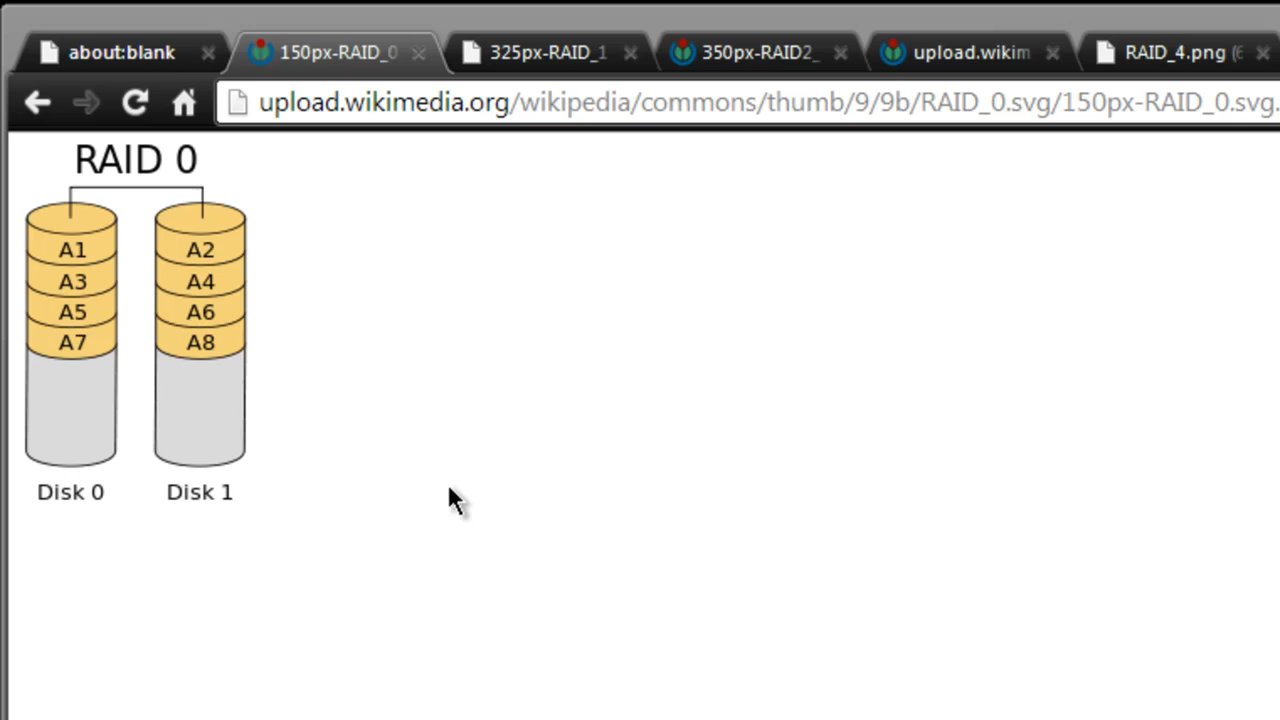 about:blank
150px-RAID_0
325px-RAID_1
350px-RAID2_
upload.wikim
RAID_4.png (6
upload.wikimedia.org/wikipedia/commons/thumb/9/9b/RAID_0.svg/150px-RAID_0.svg.
RAID 0
A1 A2
A3 A4
A5 A6
A7 A8
Disk 0 Disk 1